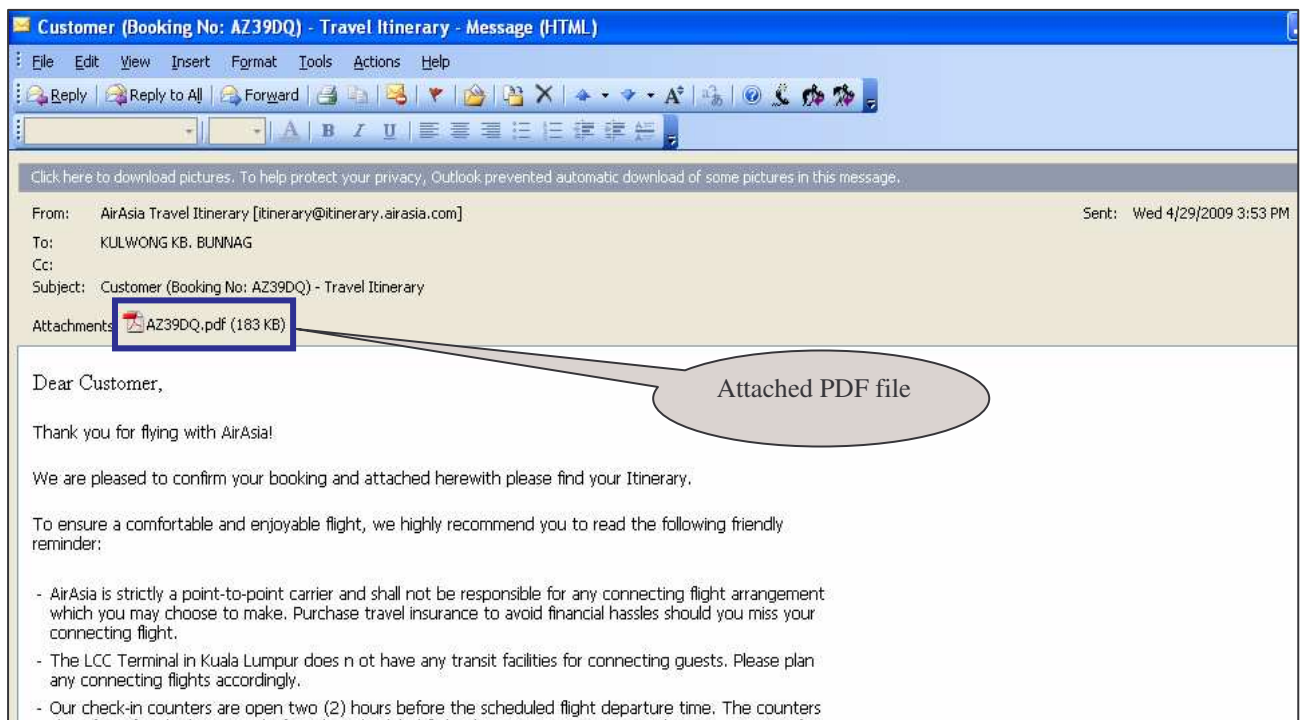 Customer (Booking No: AZ39DQ) - Travel Itinerary - Message (HTML)
File Edit View Insert Format Tools Actions Help
Reply Reply to All Forward
A B I U
Click here to download pictures. To help protect your privacy, Outlook prevented automatic download of some pictures in this message.
From: AirAsia Travel Itinerary [itinerary@itinerary.airasia.com] Sent: Wed 4/29/2009 3:53 PM
To: KULWONG KB. BUNNAG
Cc:
Subject: Customer (Booking No: AZ39DQ) - Travel Itinerary
Attachments AZ39DQ.pdf (183 KB)
Attached PDF file
Dear Customer,
Thank you for flying with AirAsia!
We are pleased to confirm your booking and attached herewith please find your Itinerary.
To ensure a comfortable and enjoyable flight, we highly recommend you to read the following friendly
reminder:
- AirAsia is strictly a point-to-point carrier and shall not be responsible for any connecting flight arrangement
which you may choose to make. Purchase travel insurance to avoid financial hassles should you miss your
connecting flight.
- The LCC Terminal in Kuala Lumpur does n ot have any transit facilities for connecting guests. Please plan
any connecting flights accordingly.
- Our check-in counters are open two (2) hours before the scheduled flight departure time. The counters